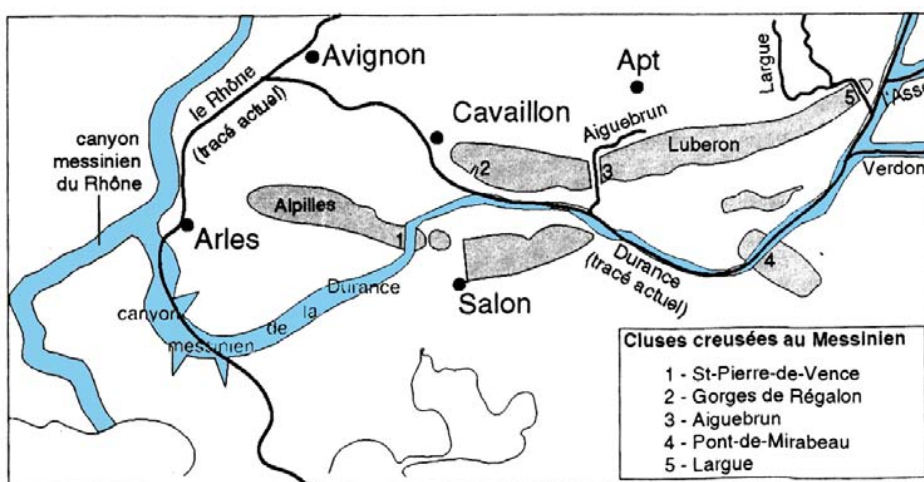 Avignon
le Rhône
(tracé actuel)
Apt
Largue
Cavaillon
Aiguebrun
5
Asse
canyon
messinien
du Rhône
2
3
Luberon
Verdon
Alpilles
Arles
1
Durance
(tracé actuel)
4
Salon
canyon
messinien
de
la
Durance
Cluses creusées au Messinien
1 - St-Pierre-de-Vence
2 - Gorges de Régalon
3 - Aiguebrun
4 - Pont-de-Mirabeau
5 - Largue